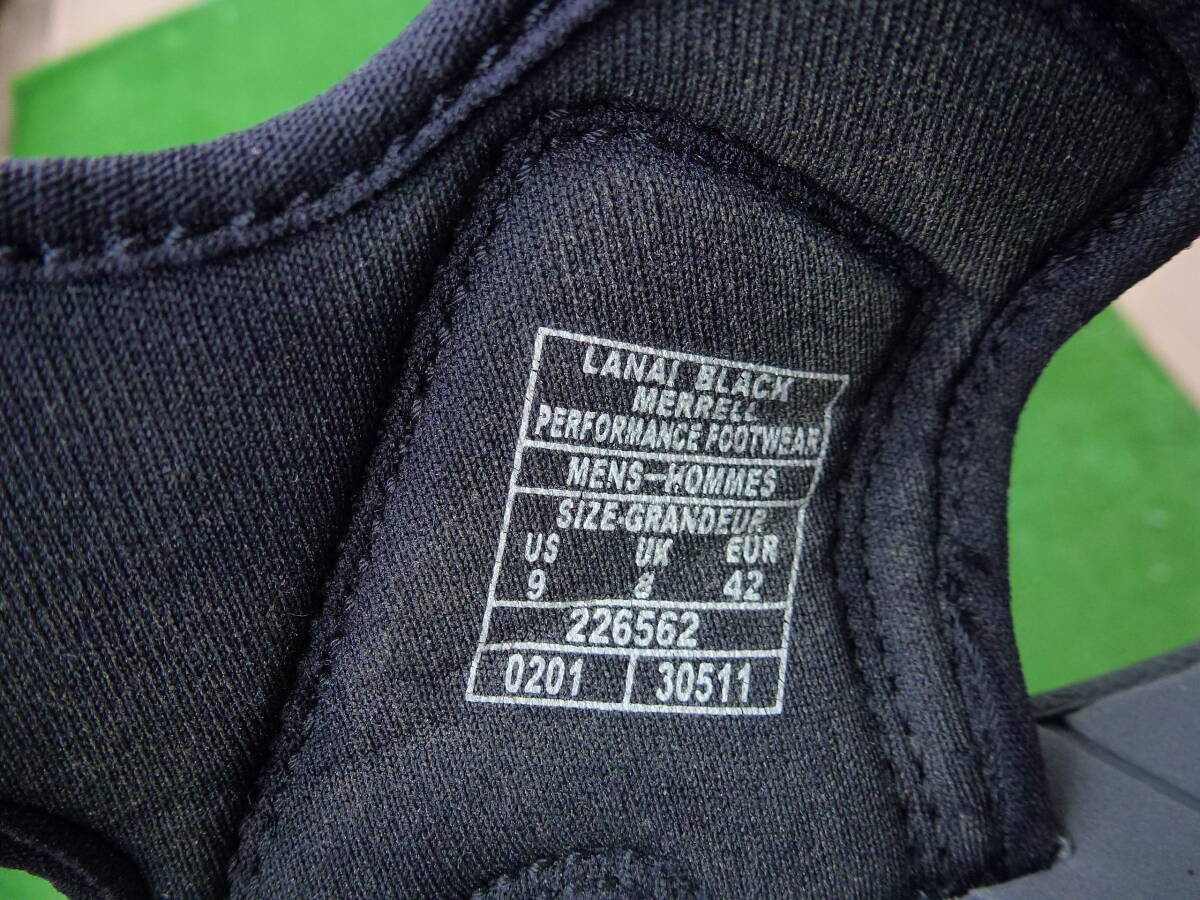 LANAI BLACK
MERRELL
PERFORMANCE FOOTWEAR
MENS-HOMMES
SIZE-GRANDEUR
US UK EUR
9 8 42
226562
0201 30511